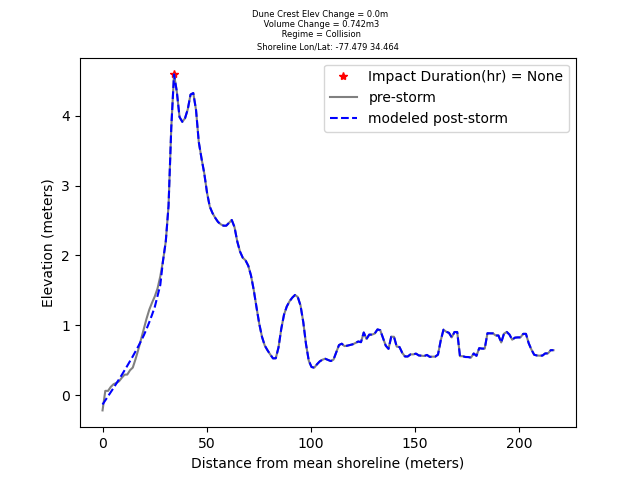 Dune Crest Elev Change = 0.0m
Volume Change = 0.742m3
Regime = Collision
Shoreline Lon/Lat: -77.479 34.464
Impact Duration(hr) = None
pre-storm
modeled post-storm
Elevation (meters)
4
3
2
1
0
0 50 100 150 200
Distance from mean shoreline (meters)